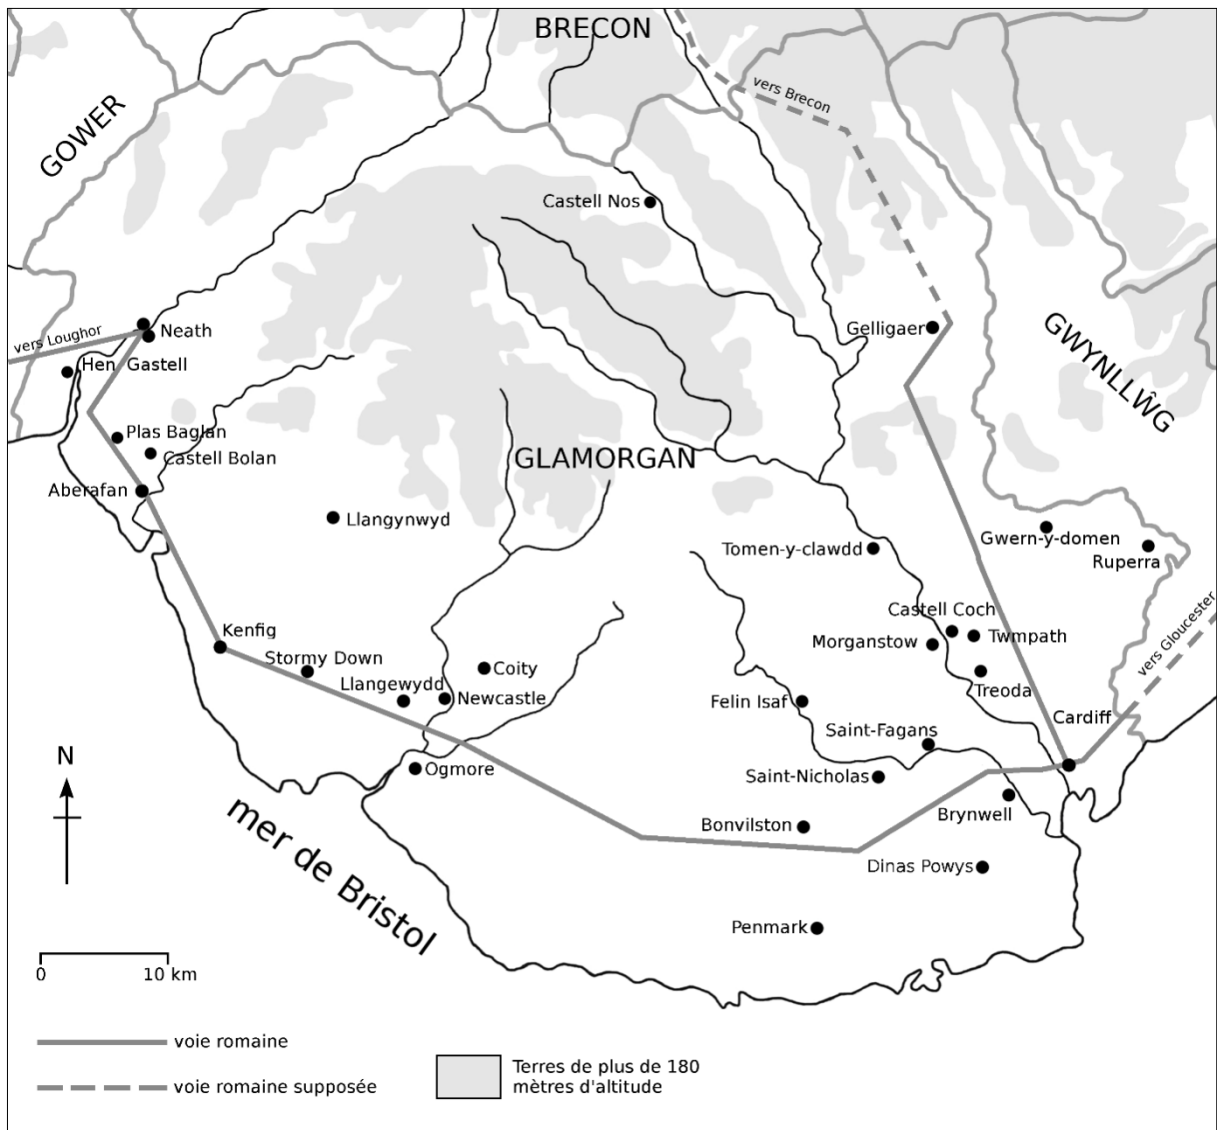 BRECON
vers Brecon
GOWER
Castell Nos
Gelligaer
GWYNLLŴG
vers Loughor
Neath
Hen Gastell
Plas Baglan
Castell Bolan
Aberafan
GLAMORGAN
Llangynwyd
Tomen-y-clawdd
Gwern-y-domen
Ruperra
Castell Coch
Twmpath
Morganstow
Treoda
vers Gloucester
Kenfig
Stormy Down
Llangewydd
Newcastle
Coity
Felin Isaf
Saint-Fagans
Cardiff
Ogmore
Saint-Nicholas
Bonvilston
Brynwell
Dinas Powys
Penmark
N
mer de Bristol
0 10 km
voie romaine
voie romaine supposée
Terres de plus de 180
mètres d'altitude